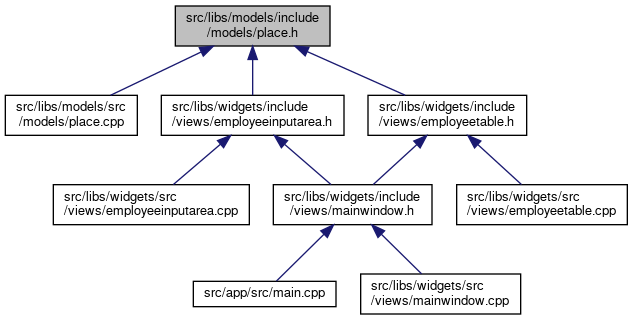 src/libs/models/include
/models/place.h
src/libs/models/src
/models/place.cpp
src/libs/widgets/include
/views/employeeinputarea.h
src/libs/widgets/include
/views/employeetable.h
src/libs/widgets/src
/views/employeeinputarea.cpp
src/libs/widgets/include
/views/mainwindow.h
src/libs/widgets/src
/views/employeetable.cpp
src/app/src/main.cpp
src/libs/widgets/src
/views/mainwindow.cpp